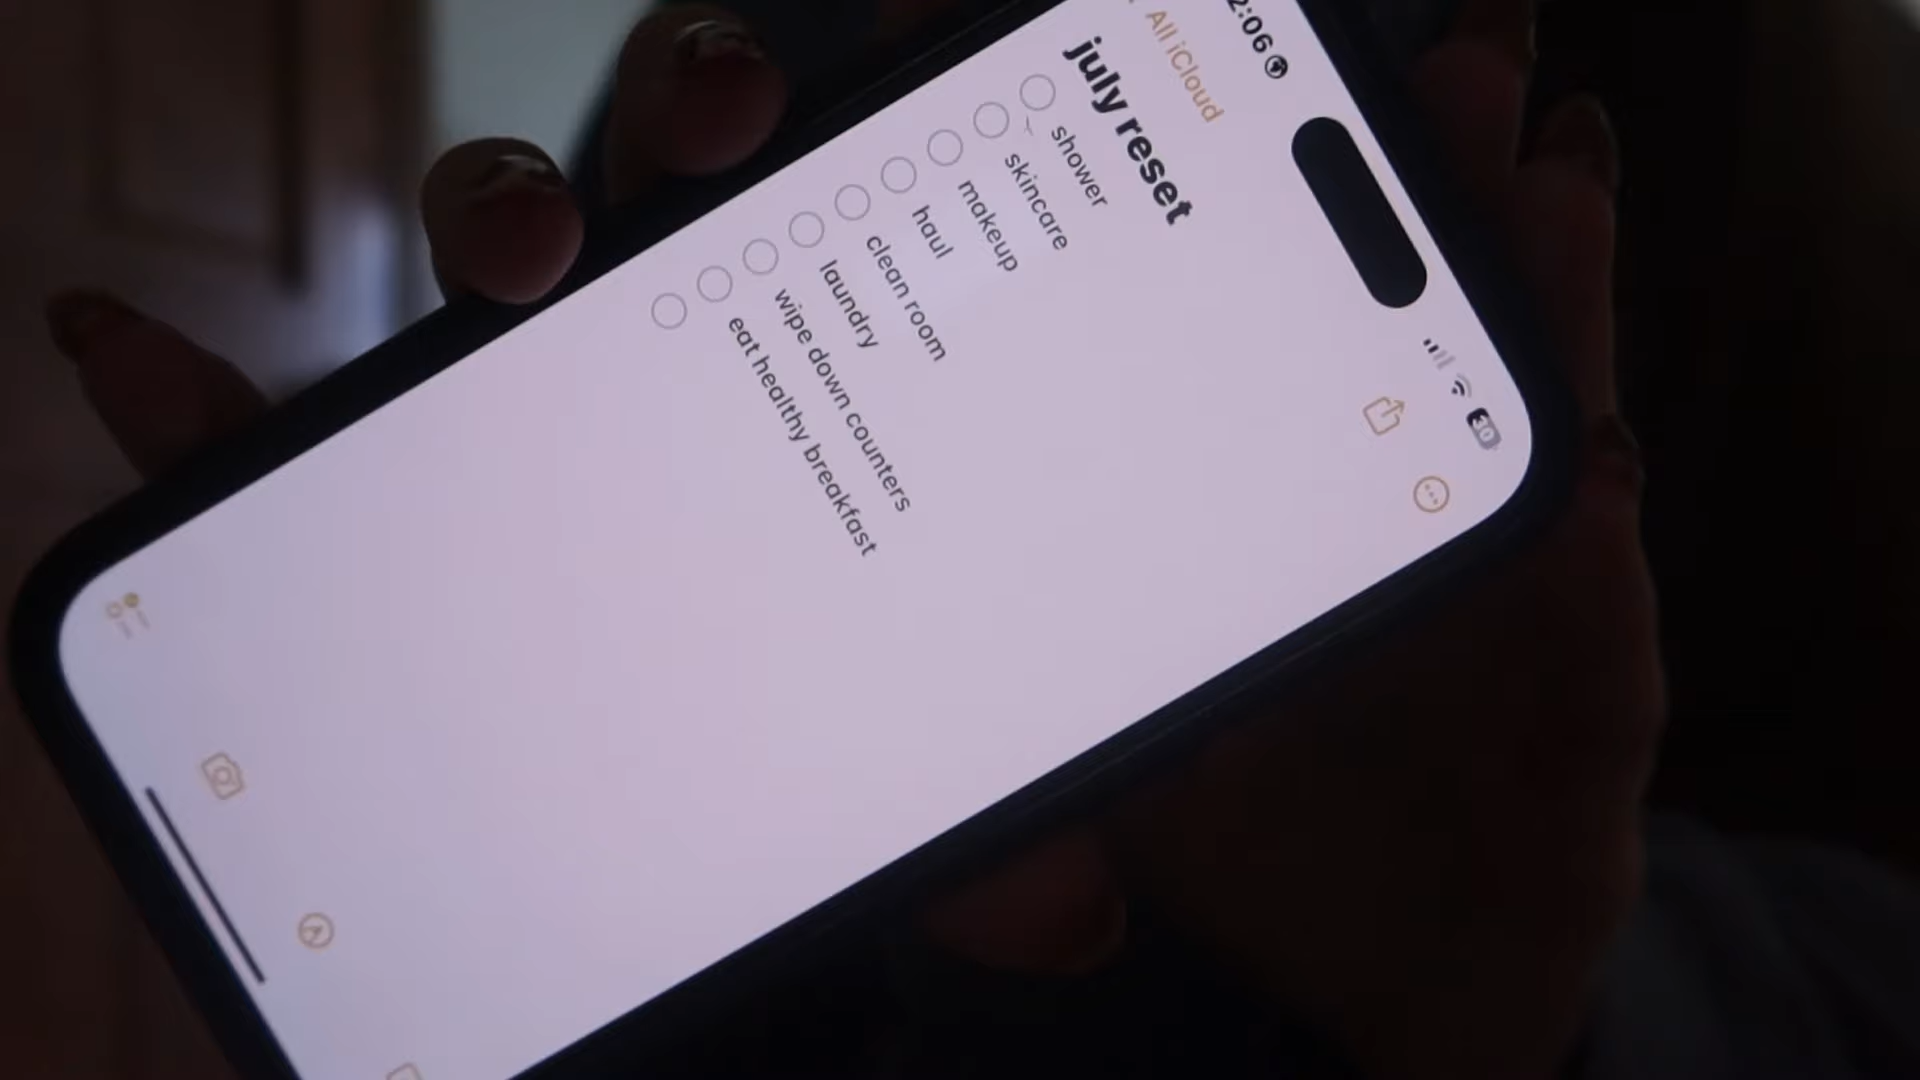 2:06
30
All iCloud
july reset
shower
skincare
makeup
haul
clean room
laundry
wipe down counters
eat healthy breakfast